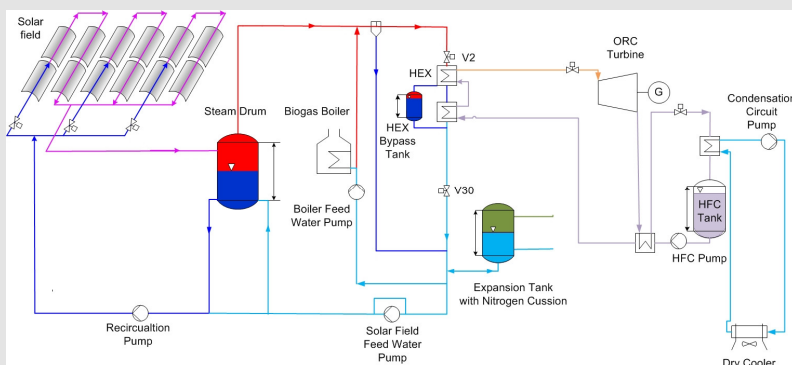 Solar
field
ORC
Turbine
V2
HEX
G
Steam Drum
Biogas Boiler
Condensation
Circuit
Pump
HEX
Bypass
Tank
V30
HFC
Tank
Boiler Feed
Water Pump
HFC Pump
Expansion Tank
with Nitrogen Cussion
Recircualtion
Pump
Solar Field
Feed Water
Pump
Dry Cooler